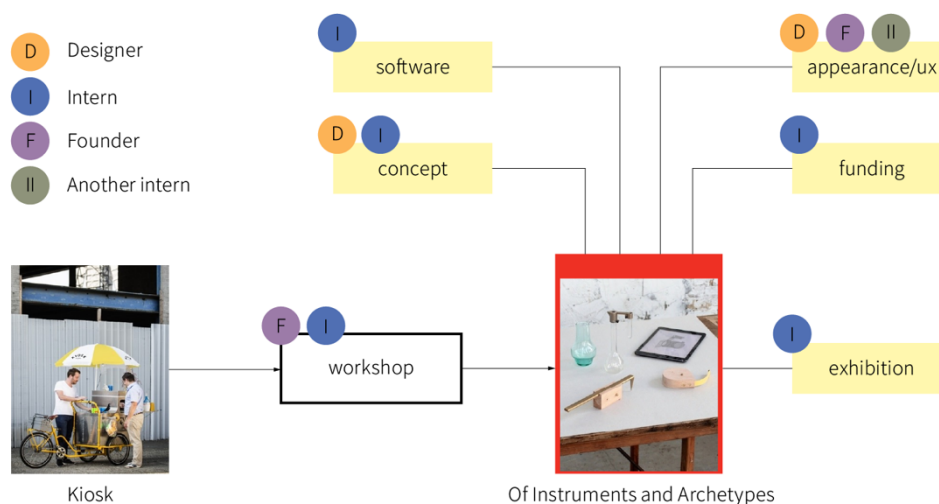 D Designer
I Intern
F Founder
II Another intern
I
software
D I
concept
D F II
appearance/ux
I
funding
F I
workshop
I
exhibition
Kiosk
Of Instruments and Archetypes